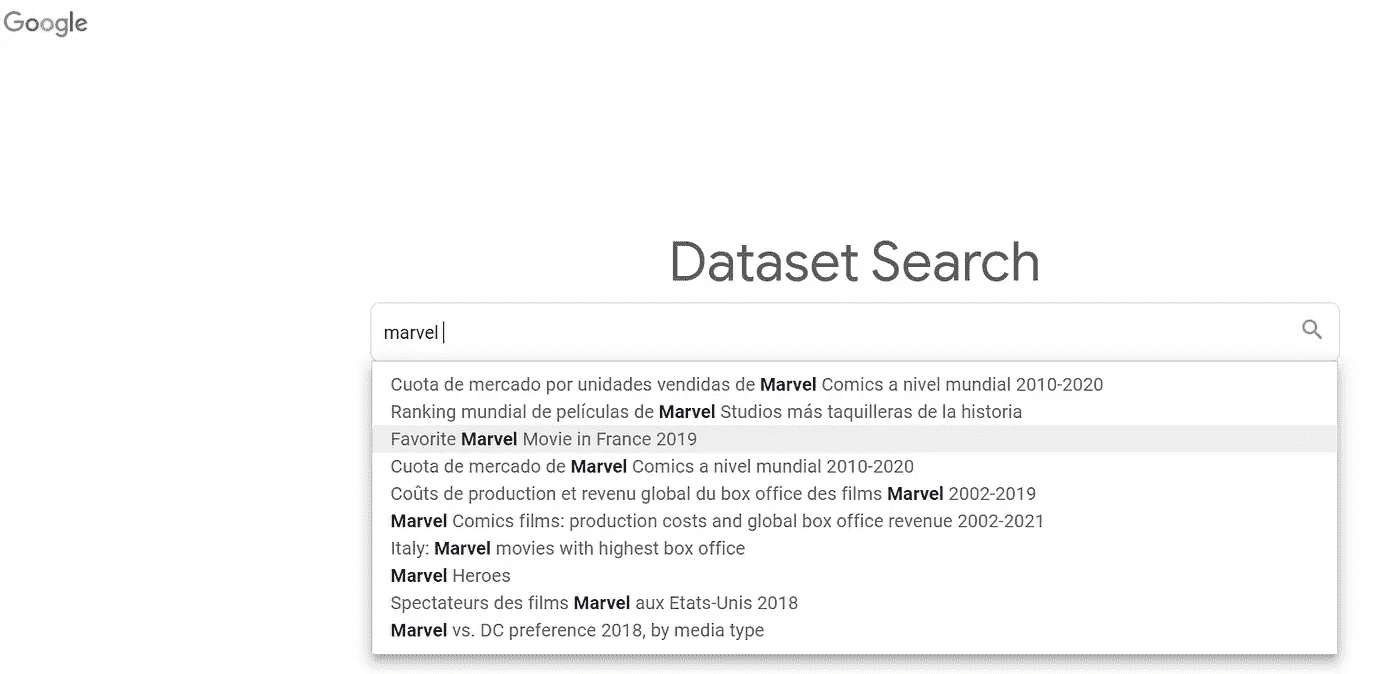 Google
Dataset Search
marvel
Cuota de mercado por unidades vendidas de Marvel Comics a nivel mundial 2010-2020
Ranking mundial de películas de Marvel Studios más taquilleras de la historia
Favorite Marvel Movie in France 2019
Cuota de mercado de Marvel Comics a nivel mundial 2010-2020
Coûts de production et revenu global du box office des films Marvel 2002-2019
Marvel Comics films: production costs and global box office revenue 2002-2021
Italy: Marvel movies with highest box office
Marvel Heroes
Spectateurs des films Marvel aux Etats-Unis 2018
Marvel vs. DC preference 2018, by media type